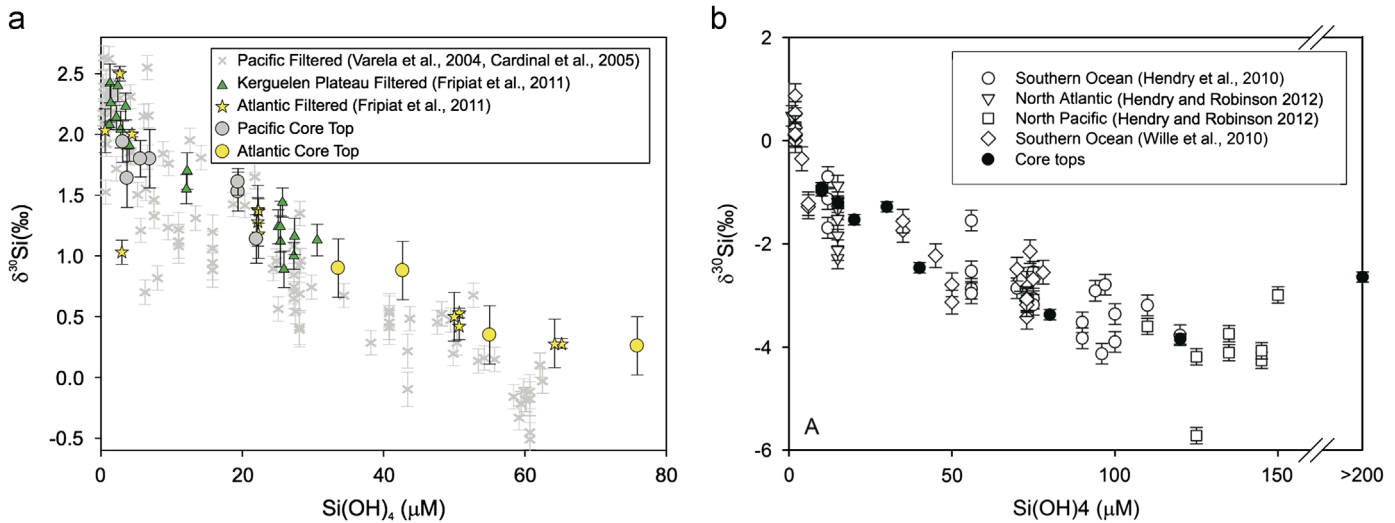 a
2.5
2.0
1.5
1.0
0.5
0.0
-0.5
δ30Si(‰)
Pacific Filtered (Varela et al., 2004, Cardinal et al., 2005)
Kerguelen Plateau Filtered (Fripiat et al., 2011)
Atlantic Filtered (Fripiat et al., 2011)
Pacific Core Top
Atlantic Core Top
0 20 40 60 80
Si(OH)4 (μM)
b
2
0
-2
-4
-6
δ30Si(‰)
Southern Ocean (Hendry et al., 2010)
North Atlantic (Hendry and Robinson 2012)
North Pacific (Hendry and Robinson 2012)
Southern Ocean (Wille et al., 2010)
Core tops
A
0 50 100 150 >200
Si(OH)4 (μM)